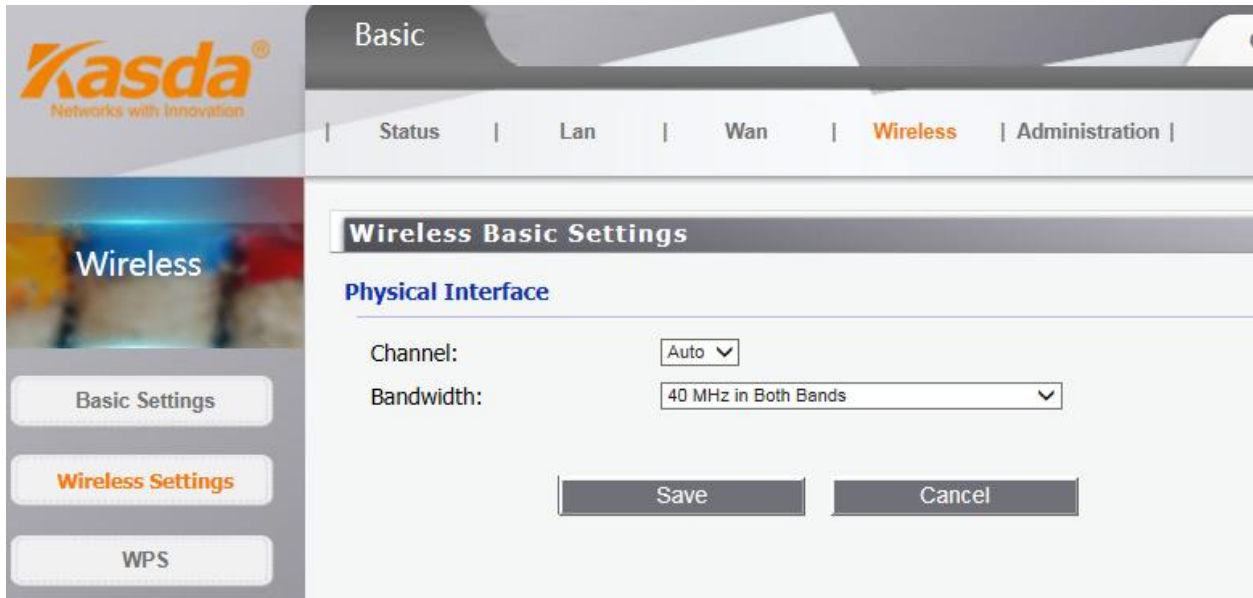 Kasda®
Networks with Innovation
Basic
| Status | Lan | Wan | Wireless | Administration |
Wireless
Basic Settings
Wireless Settings
WPS
Wireless Basic Settings
Physical Interface
Channel: Auto
Bandwidth: 40 MHz in Both Bands
Save Cancel